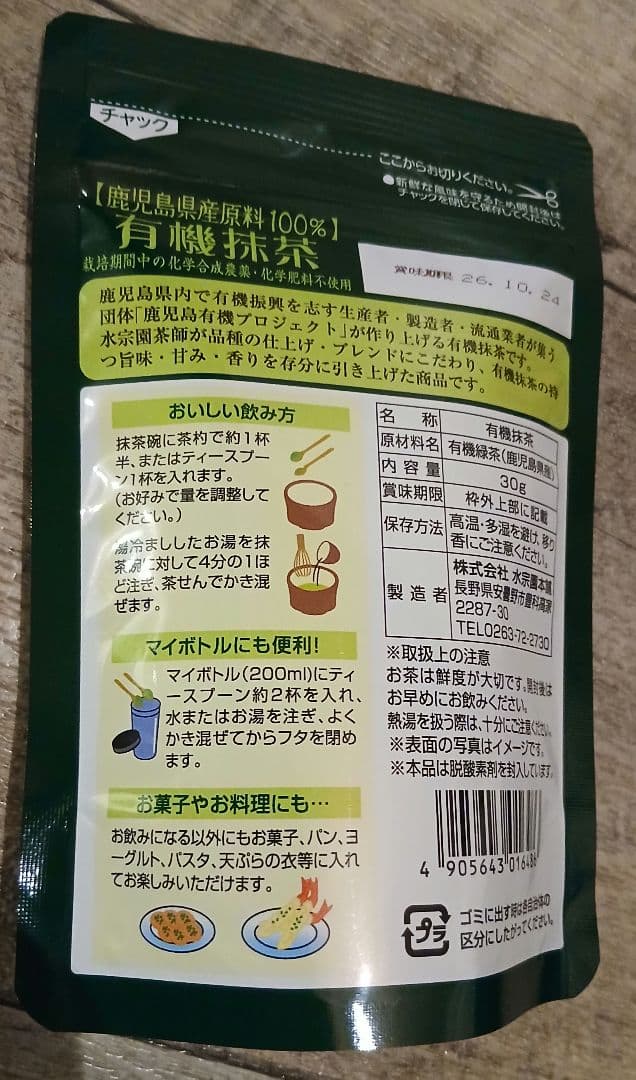 チャック
ここからお切りください。
●新鮮な風味を守るため開封後は
チャックを閉じて保存してください。
【鹿児島県産原料100%】
有機抹茶
栽培期間中の化学合成農薬・化学肥料不使用
賞味期限 26.10.24
鹿児島県内で有機振興を志す生産者・製造者・流通業者が集う
団体「鹿児島有機プロジェクト」が作り上げる有機抹茶です。
水宗園茶師が品種の仕上げ・ブレンドにこだわり、有機抹茶の持
つ旨味・甘み・香りを存分に引き上げた商品です。
おいしい飲み方
抹茶碗に茶杓で約1杯
半、またはティースプー
ン1杯を入れます。
(お好みで量を調整して
ください。)
湯冷まししたお湯を抹
茶碗に対して4分の1ほ
ど注ぎ、茶せんでかき混
ぜます。
マイボトルにも便利!
マイボトル(200ml)にティ
ースプーン約2杯を入れ、
水またはお湯を注ぎ、よく
かき混ぜてからフタを閉め
ます。
お菓子やお料理にも…
お飲みになる以外にもお菓子、パン、ヨ
ーグルト、パスタ、天ぷらの衣等に入れ
てお楽しみいただけます。
名称 有機抹茶
原材料名 有機緑茶(鹿児島県産)
内容量 30g
賞味期限 枠外上部に記載
保存方法 高温・多湿を避け、移り
香にご注意ください。
製造者 株式会社 水宗園本舗
長野県安曇野市豊科高家
2287-30
TEL0263-72-2730
※取扱上の注意
お茶は鮮度が大切です。開封後は
お早めにお飲みください。
熱湯を扱う際は、十分にご注意ください。
※表面の写真はイメージです。
※本品は脱酸素剤を封入しています。
4 905643 016486
プラ
ゴミに出す時は各自治体の
区分にしたがってください。